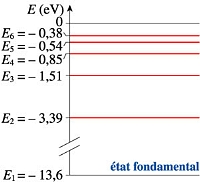 E (eV)
0
E₆ = – 0,38
E₅ = – 0,54
E₄ = – 0,85
E₃ = – 1,51
E₂ = – 3,39
état fondamental
E₁ = – 13,6